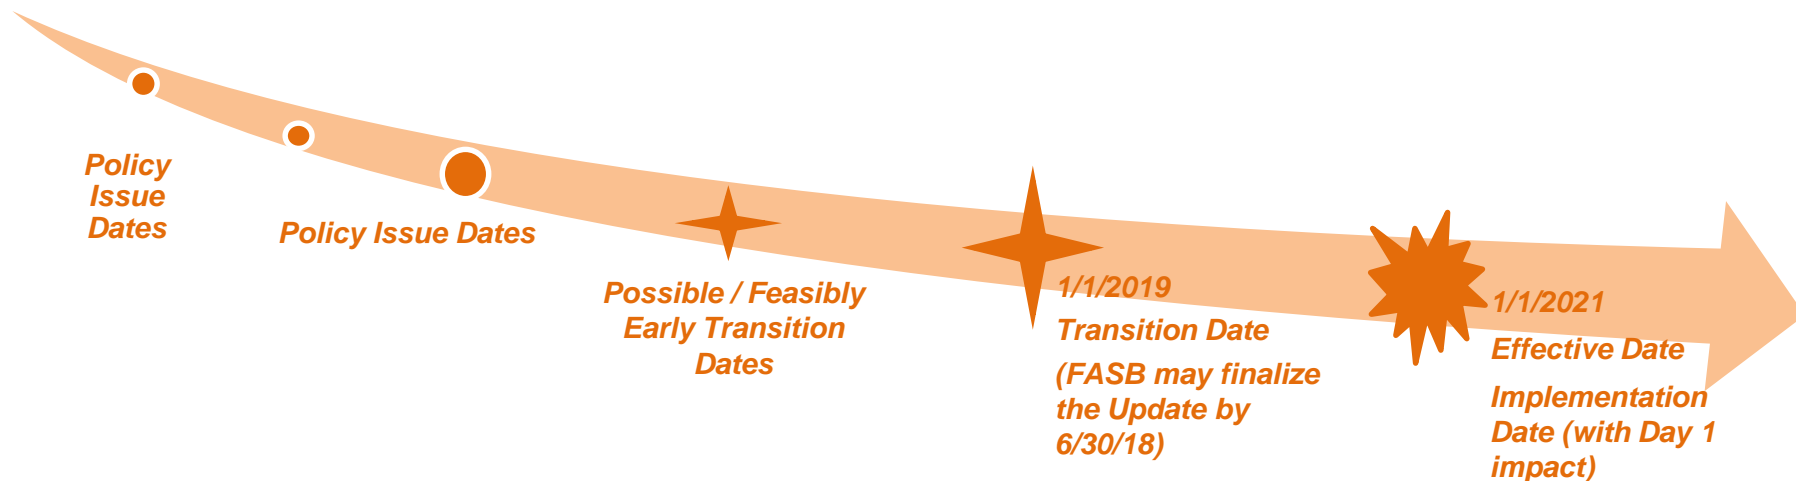 Policy
Issue
Dates
Policy Issue Dates
Possible / Feasibly
Early Transition
Dates
1/1/2019
Transition Date
(FASB may finalize
the Update by
6/30/18)
1/1/2021
Effective Date
Implementation
Date (with Day 1
impact)